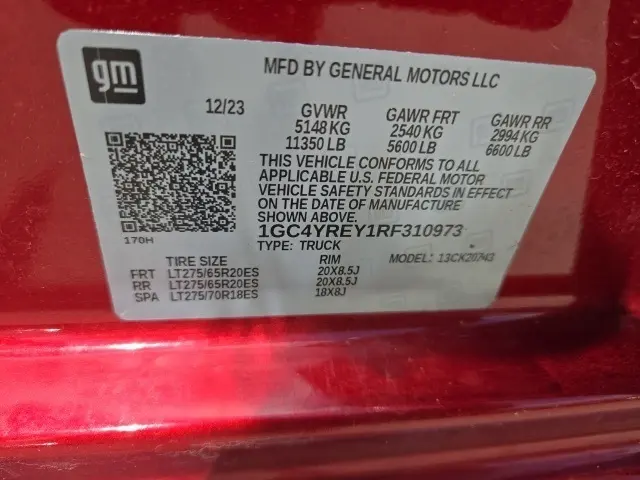 gm
MFD BY GENERAL MOTORS LLC
12/23 GVWR GAWR FRT GAWR RR
5148 KG 2540 KG 2994 KG
11350 LB 5600 LB 6600 LB
THIS VEHICLE CONFORMS TO ALL
APPLICABLE U.S. FEDERAL MOTOR
VEHICLE SAFETY STANDARDS IN EFFECT
ON THE DATE OF MANUFACTURE
SHOWN ABOVE.
1GC4YREY1RF310973
170H TYPE: TRUCK MODEL: 13CK20743
TIRE SIZE RIM
FRT LT275/65R20ES 20X8.5J
RR LT275/65R20ES 20X8.5J
SPA LT275/70R18ES 18X8J